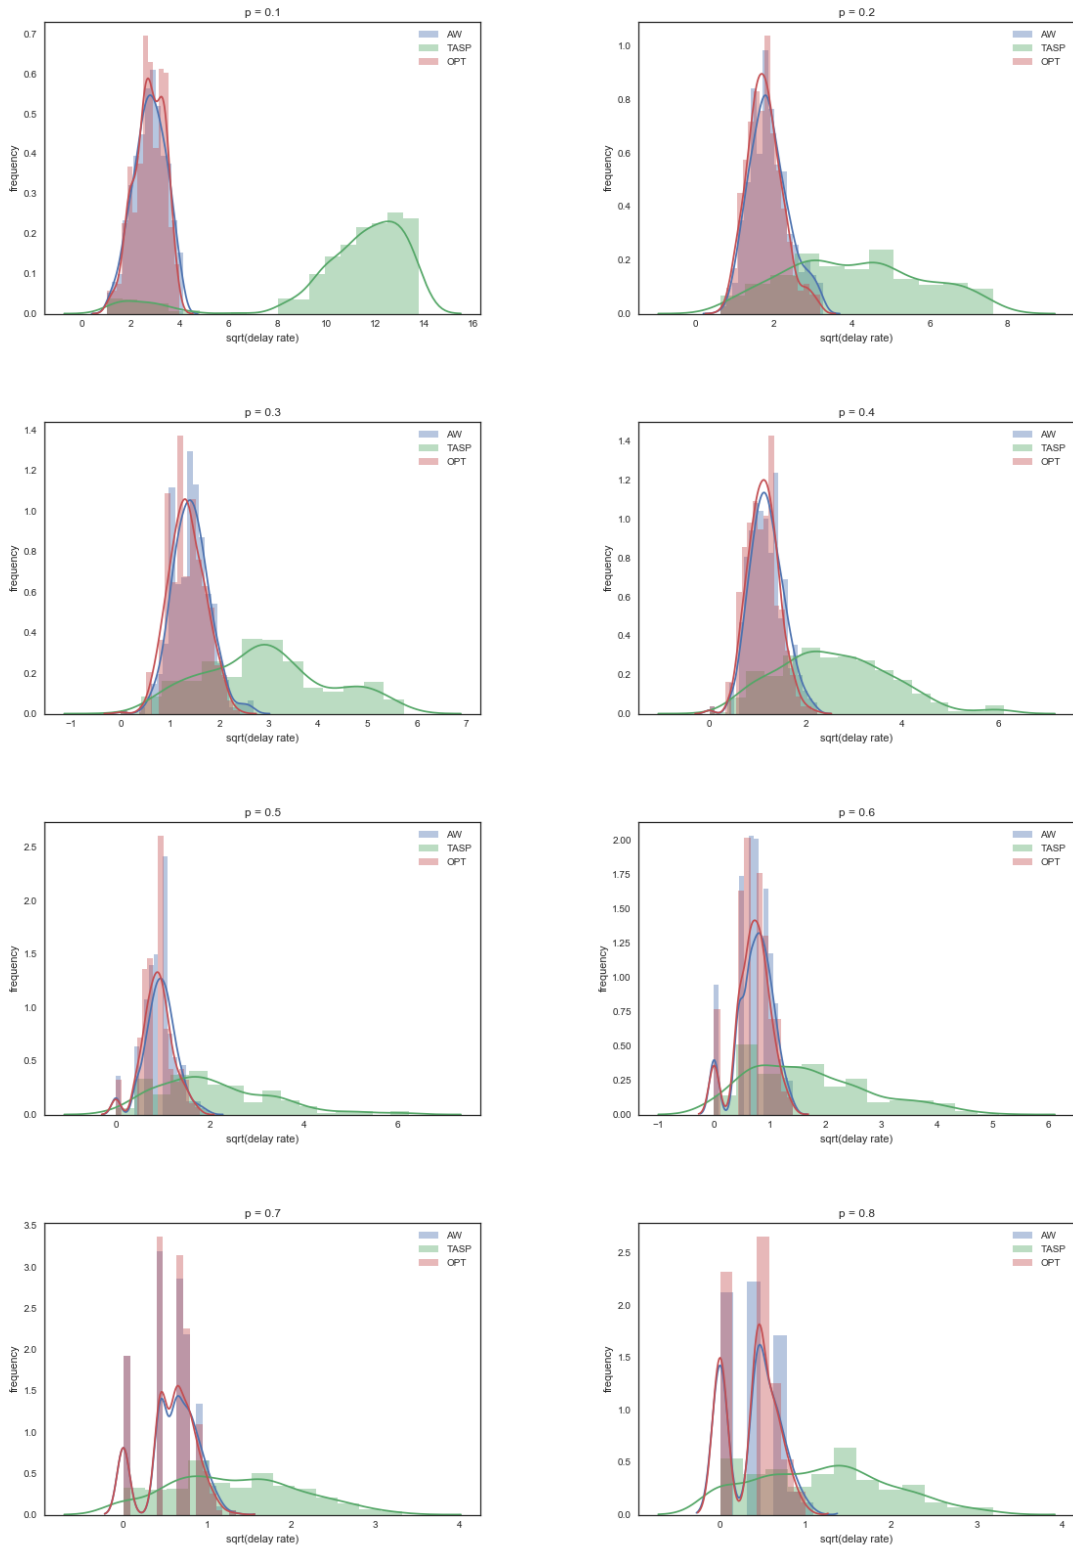 p = 0.1
0.7
0.6
0.5
0.4
0.3
0.2
0.1
0.0
frequency
AW
TASP
OPT
0 2 4 6 8 10 12 14 16
sqrt(delay rate)
p = 0.2
1.0
0.8
0.6
0.4
0.2
0.0
frequency
AW
TASP
OPT
0 2 4 6 8
sqrt(delay rate)
p = 0.3
1.4
1.2
1.0
0.8
0.6
0.4
0.2
0.0
frequency
AW
TASP
OPT
−1 0 1 2 3 4 5 6 7
sqrt(delay rate)
p = 0.4
1.4
1.2
1.0
0.8
0.6
0.4
0.2
0.0
frequency
AW
TASP
OPT
0 2 4 6
sqrt(delay rate)
p = 0.5
2.5
2.0
1.5
1.0
0.5
0.0
frequency
AW
TASP
OPT
0 2 4 6
sqrt(delay rate)
p = 0.6
2.00
1.75
1.50
1.25
1.00
0.75
0.50
0.25
0.00
frequency
AW
TASP
OPT
−1 0 1 2 3 4 5 6
sqrt(delay rate)
p = 0.7
3.5
3.0
2.5
2.0
1.5
1.0
0.5
0.0
frequency
AW
TASP
OPT
0 1 2 3 4
sqrt(delay rate)
p = 0.8
2.5
2.0
1.5
1.0
0.5
0.0
frequency
AW
TASP
OPT
0 1 2 3 4
sqrt(delay rate)